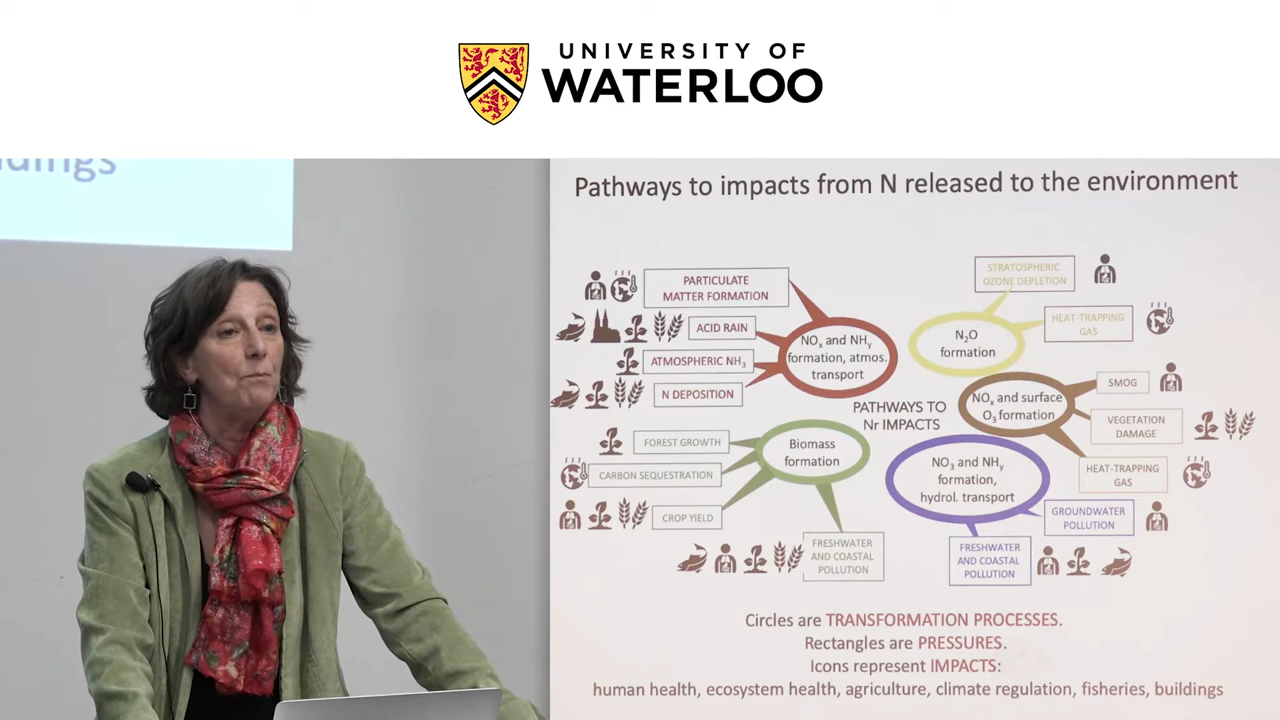 UNIVERSITY OF
WATERLOO
Pathways to impacts from N released to the environment
PARTICULATE
MATTER FORMATION
ACID RAIN
ATMOSPHERIC NH₃
N DEPOSITION
NOₓ and NHᵧ
formation, atmos.
transport
STRATOSPHERIC
OZONE DEPLETION
HEAT-TRAPPING
GAS
N₂O
formation
SMOG
VEGETATION
DAMAGE
HEAT-TRAPPING
GAS
NOₓ and surface
O₃ formation
PATHWAYS TO
Nr IMPACTS
FOREST GROWTH
CARBON SEQUESTRATION
CROP YIELD
FRESHWATER
AND COASTAL
POLLUTION
Biomass
formation
NO₃ and NHᵧ
formation,
hydrol. transport
GROUNDWATER
POLLUTION
FRESHWATER
AND COASTAL
POLLUTION
Circles are TRANSFORMATION PROCESSES.
Rectangles are PRESSURES.
Icons represent IMPACTS:
human health, ecosystem health, agriculture, climate regulation, fisheries, buildings